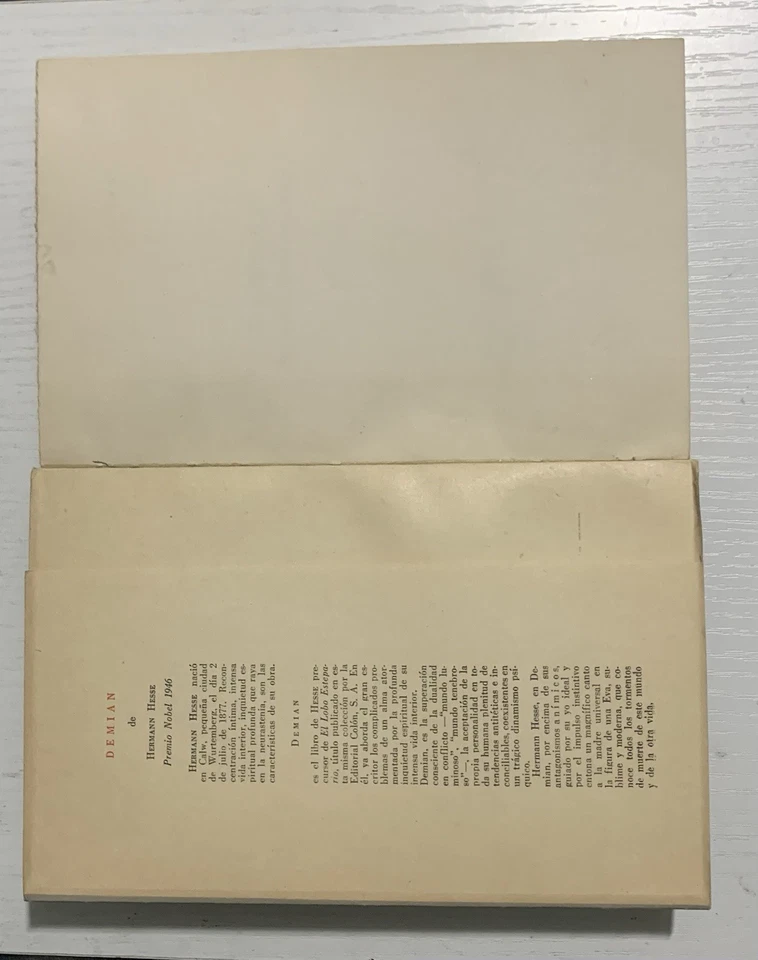 DEMIAN
de
HERMANN HESSE
Premio Nobel 1946
HERMANN HESSE nació
en Calw, pequeña ciudad
de Wurtenberg, el día 2
de julio de 1877. Recon-
centración íntima, intensa
vida interior, inquietud es-
piritual profunda que raya
en la neurastenia, son las
características de su obra.
DEMIAN
es el libro de HESSE pre-
cursor de El Lobo Estepa-
rio, título publicado en es-
ta misma colección por la
Editorial Colón, S. A. En
él, ya aborda el gran es-
critor los complicados pro-
blemas de un alma ator-
mentada por la profunda
inquietud espiritual de su
intensa vida interior.
Demian, es la superación
consciente de la dualidad
en conflicto —"mundo lu-
minoso", "mundo tenebro-
so"—, la aceptación de la
propia personalidad en to-
da su humana plenitud de
tendencias antitéticas e in-
conciliables, coexistentes en
un trágico dinamismo psí-
quico.
Hermann Hesse, en De-
mian, por encima de sus
antagonismos anímicos,
guiado por su yo ideal y
por el impulso instintivo
entona un magnífico canto
a la madre universal en
la figura de una Eva, su-
blime y moderna, que co-
noce todos los tormentos
de muerte de este mundo
y de la otra vida.